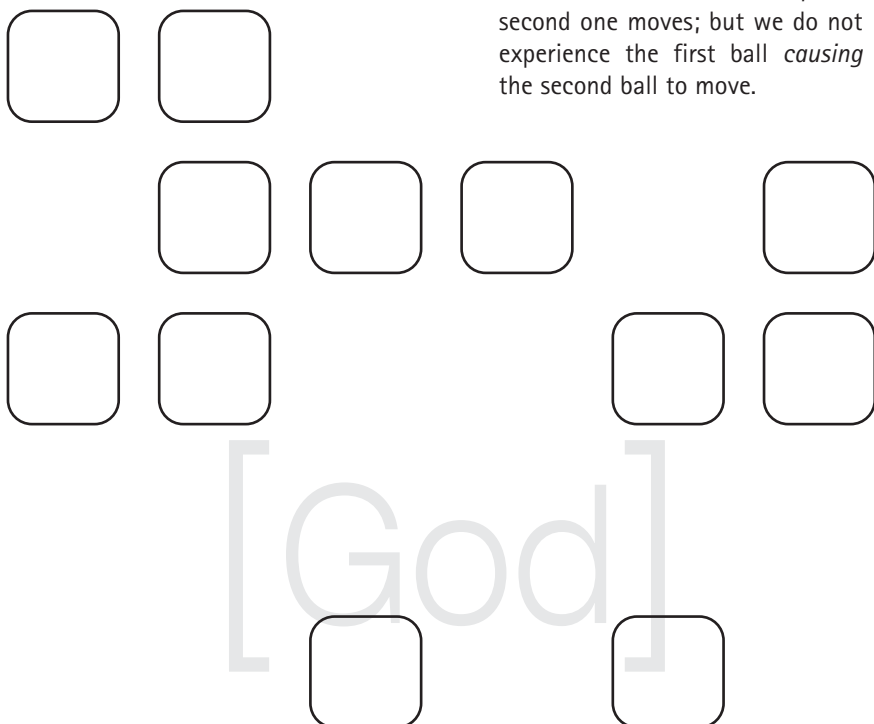 second one moves; but we do not
experience the first ball causing
the second ball to move.
[God]